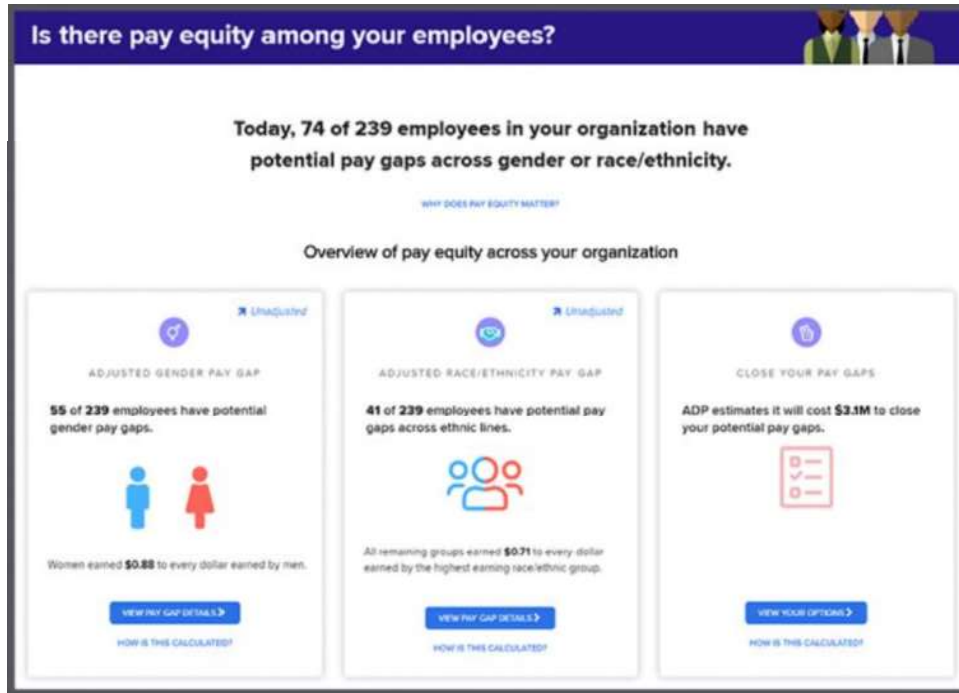 Is there pay equity among your employees?
Today, 74 of 239 employees in your organization have
potential pay gaps across gender or race/ethnicity.
WHY DOES PAY EQUITY MATTER?
Overview of pay equity across your organization
Unadjusted
ADJUSTED GENDER PAY GAP
55 of 239 employees have potential
gender pay gaps.
Women earned $0.88 to every dollar earned by men.
VIEW PAY GAP DETAILS
HOW IS THIS CALCULATED?
Unadjusted
ADJUSTED RACE/ETHNICITY PAY GAP
41 of 239 employees have potential pay
gaps across ethnic lines.
All remaining groups earned $0.71 to every dollar
earned by the highest earning race/ethnic group.
VIEW PAY GAP DETAILS
HOW IS THIS CALCULATED?
CLOSE YOUR PAY GAPS
ADP estimates it will cost $3.1M to close
your potential pay gaps.
VIEW YOUR OPTIONS